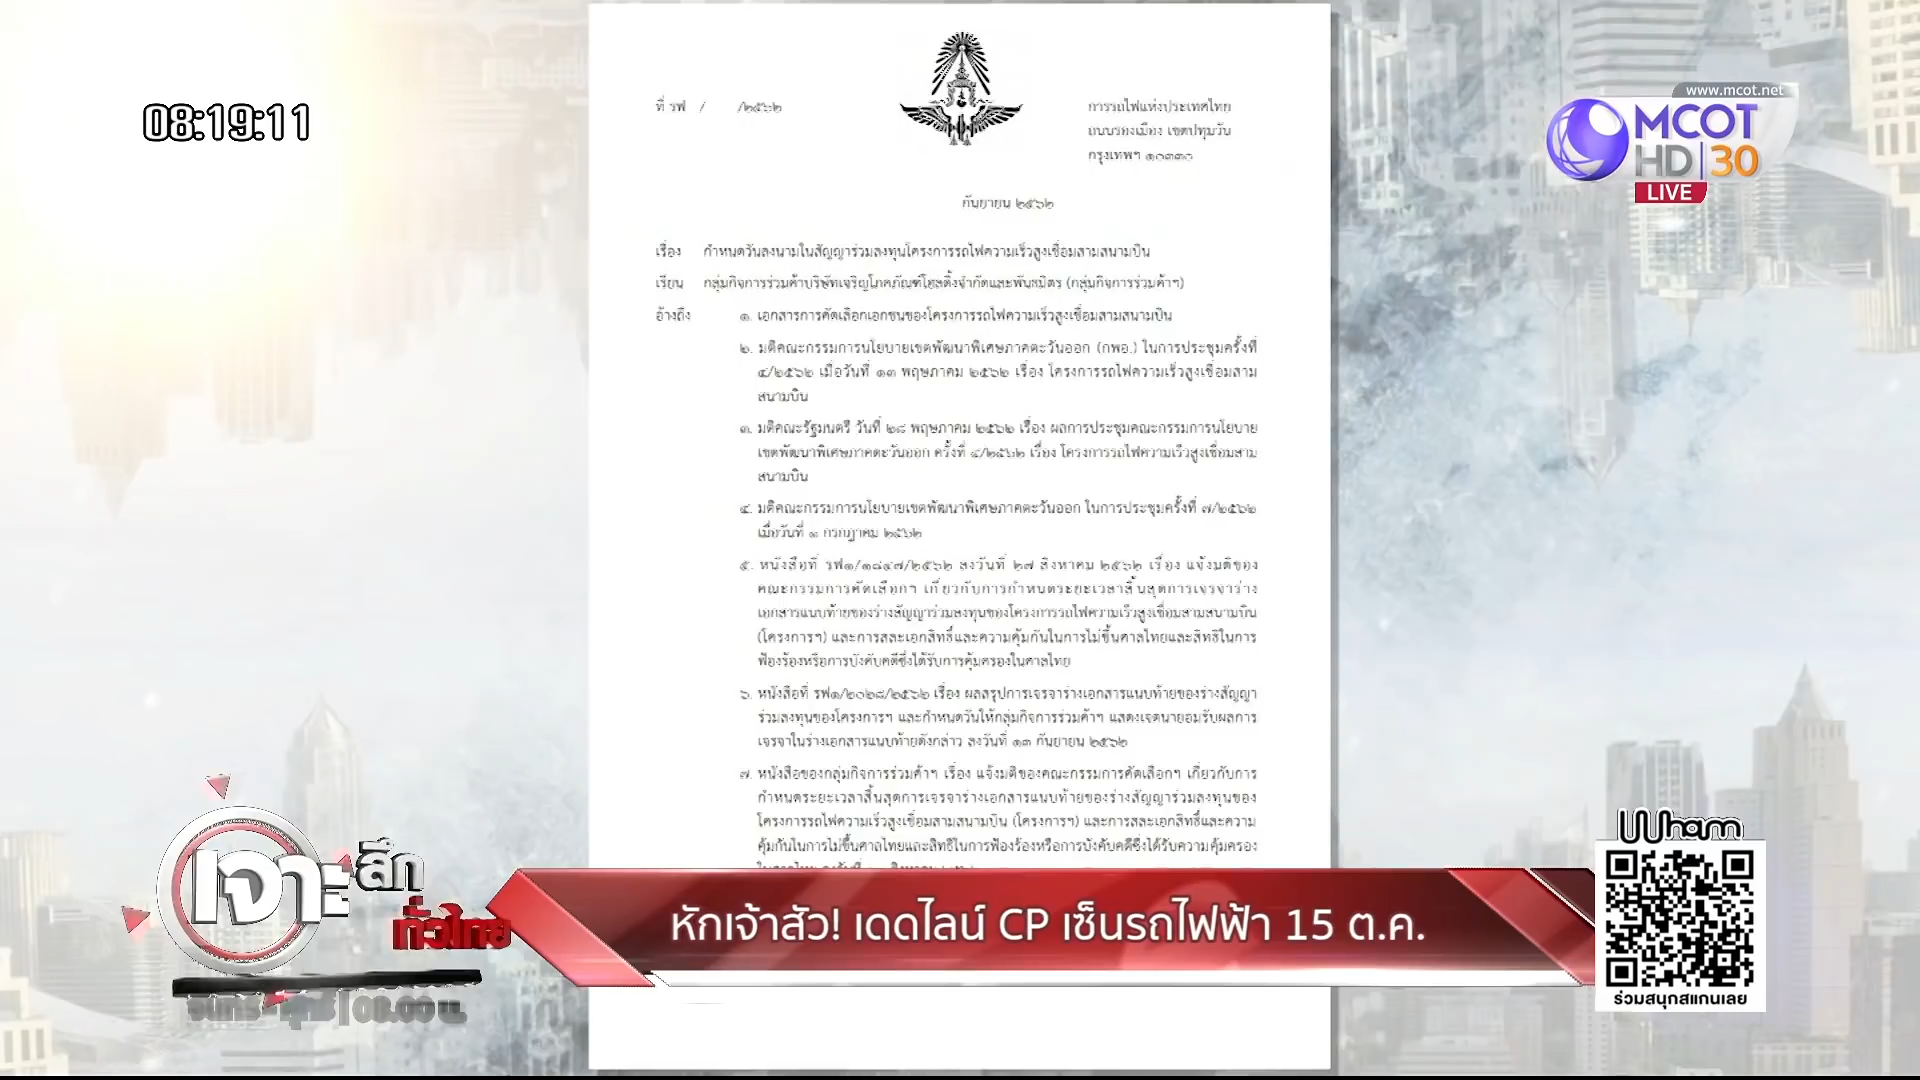 08:19:11
www.mcot.net
MCOT
HD 30
LIVE
ที่ รฟ / /๒๕๖๒
การรถไฟแห่งประเทศไทย
ถนนรองเมือง เขตปทุมวัน
กรุงเทพฯ ๑๐๓๓๐
กันยายน ๒๕๖๒
เรื่อง กำหนดวันลงนามในสัญญาร่วมลงทุนโครงการรถไฟความเร็วสูงเชื่อมสามสนามบิน
เรียน กลุ่มกิจการร่วมค้าบริษัทเจริญโภคภัณฑ์โฮลดิ้งจำกัดและพันธมิตร (กลุ่มกิจการร่วมค้าฯ)
อ้างถึง ๑. เอกสารการคัดเลือกเอกชนของโครงการรถไฟความเร็วสูงเชื่อมสามสนามบิน
๒. มติคณะกรรมการนโยบายเขตพัฒนาพิเศษภาคตะวันออก (กพอ.) ในการประชุมครั้งที่
๔/๒๕๖๒ เมื่อวันที่ ๑๓ พฤษภาคม ๒๕๖๒ เรื่อง โครงการรถไฟความเร็วสูงเชื่อมสาม
สนามบิน
๓. มติคณะรัฐมนตรี วันที่ ๒๘ พฤษภาคม ๒๕๖๒ เรื่อง ผลการประชุมคณะกรรมการนโยบาย
เขตพัฒนาพิเศษภาคตะวันออก ครั้งที่ ๔/๒๕๖๒ เรื่อง โครงการรถไฟความเร็วสูงเชื่อมสาม
สนามบิน
๔. มติคณะกรรมการนโยบายเขตพัฒนาพิเศษภาคตะวันออก ในการประชุมครั้งที่ ๗/๒๕๖๒
เมื่อวันที่ ๑ กรกฎาคม ๒๕๖๒
๕. หนังสือที่ รฟ๑/๑๘๔๗/๒๕๖๒ ลงวันที่ ๒๗ สิงหาคม ๒๕๖๒ เรื่อง แจ้งมติของ
คณะกรรมการคัดเลือกฯ เกี่ยวกับการกำหนดระยะเวลาสิ้นสุดการเจรจาร่าง
เอกสารแนบท้ายของร่างสัญญาร่วมลงทุนของโครงการรถไฟความเร็วสูงเชื่อมสามสนามบิน
(โครงการฯ) และการสละเอกสิทธิ์และความคุ้มกันในการไม่ขึ้นศาลไทยและสิทธิในการ
ฟ้องร้องหรือการบังคับคดีซึ่งได้รับการคุ้มครองในศาลไทย
๖. หนังสือที่ รฟ๑/๒๐๒๘/๒๕๖๒ เรื่อง ผลสรุปการเจรจาร่างเอกสารแนบท้ายของร่างสัญญา
ร่วมลงทุนของโครงการฯ และกำหนดวันให้กลุ่มกิจการร่วมค้าฯ แสดงเจตนายอมรับผลการ
เจรจาในร่างเอกสารแนบท้ายดังกล่าว ลงวันที่ ๑๓ กันยายน ๒๕๖๒
๗. หนังสือของกลุ่มกิจการร่วมค้าฯ เรื่อง แจ้งมติของคณะกรรมการคัดเลือกฯ เกี่ยวกับการ
กำหนดระยะเวลาสิ้นสุดการเจรจาร่างเอกสารแนบท้ายของร่างสัญญาร่วมลงทุนของ
โครงการรถไฟความเร็วสูงเชื่อมสามสนามบิน (โครงการฯ) และการสละเอกสิทธิ์และความ
คุ้มกันในการไม่ขึ้นศาลไทยและสิทธิในการฟ้องร้องหรือการบังคับคดีซึ่งได้รับความคุ้มครอง
เจาะลึก
ทั่วไทย
หักเจ้าสัว! เดดไลน์ CP เซ็นรถไฟฟ้า 15 ต.ค.
Wham
ร่วมสนุกสแกนเลย